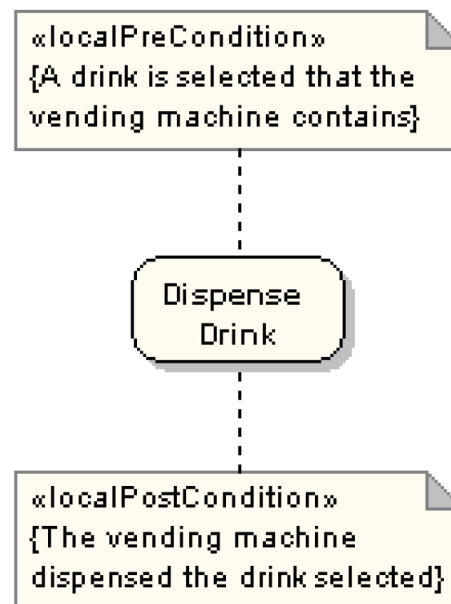 «localPreCondition»
{A drink is selected that the
vending machine contains}
Dispense
Drink
«localPostCondition»
{The vending machine
dispensed the drink selected}